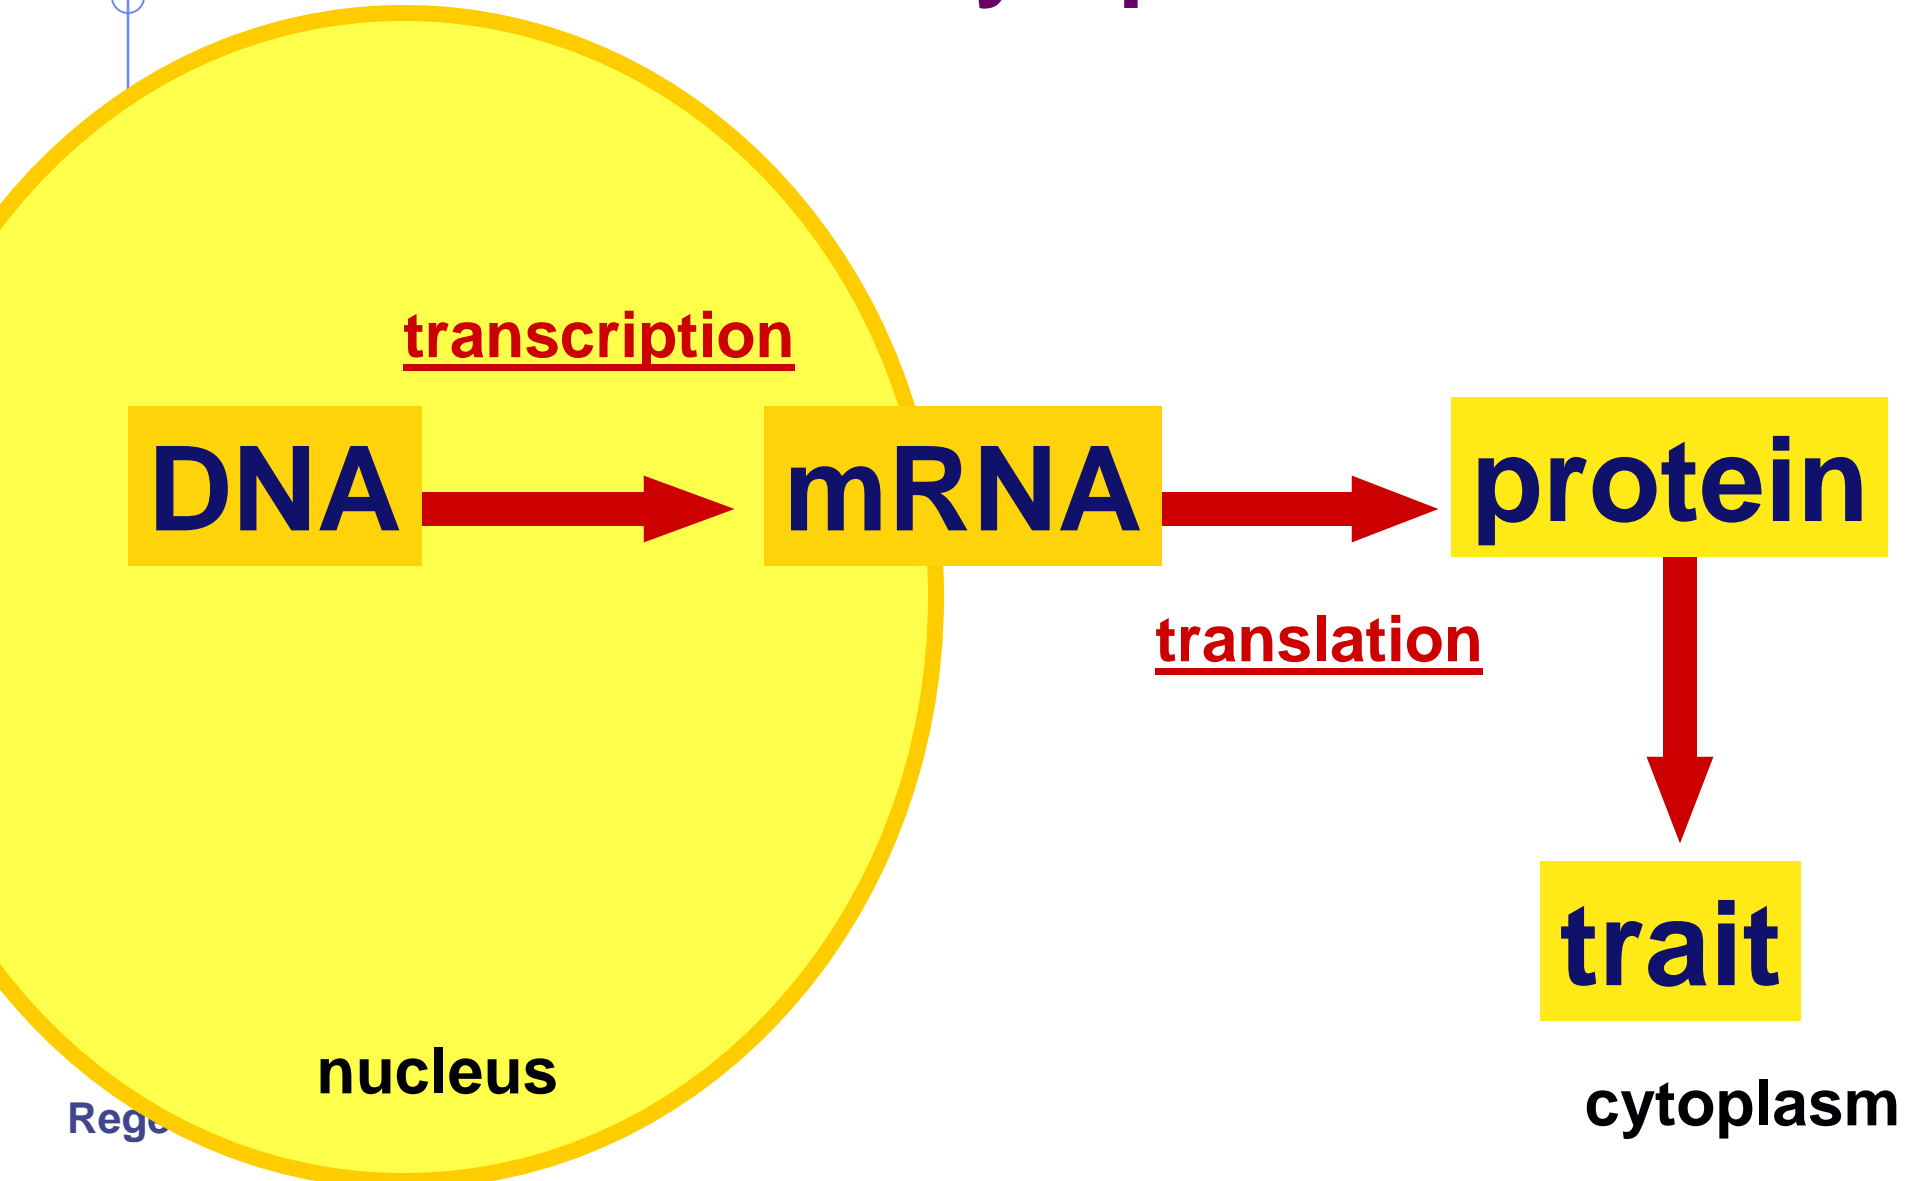 transcription
DNA
mRNA
protein
translation
trait
nucleus
cytoplasm